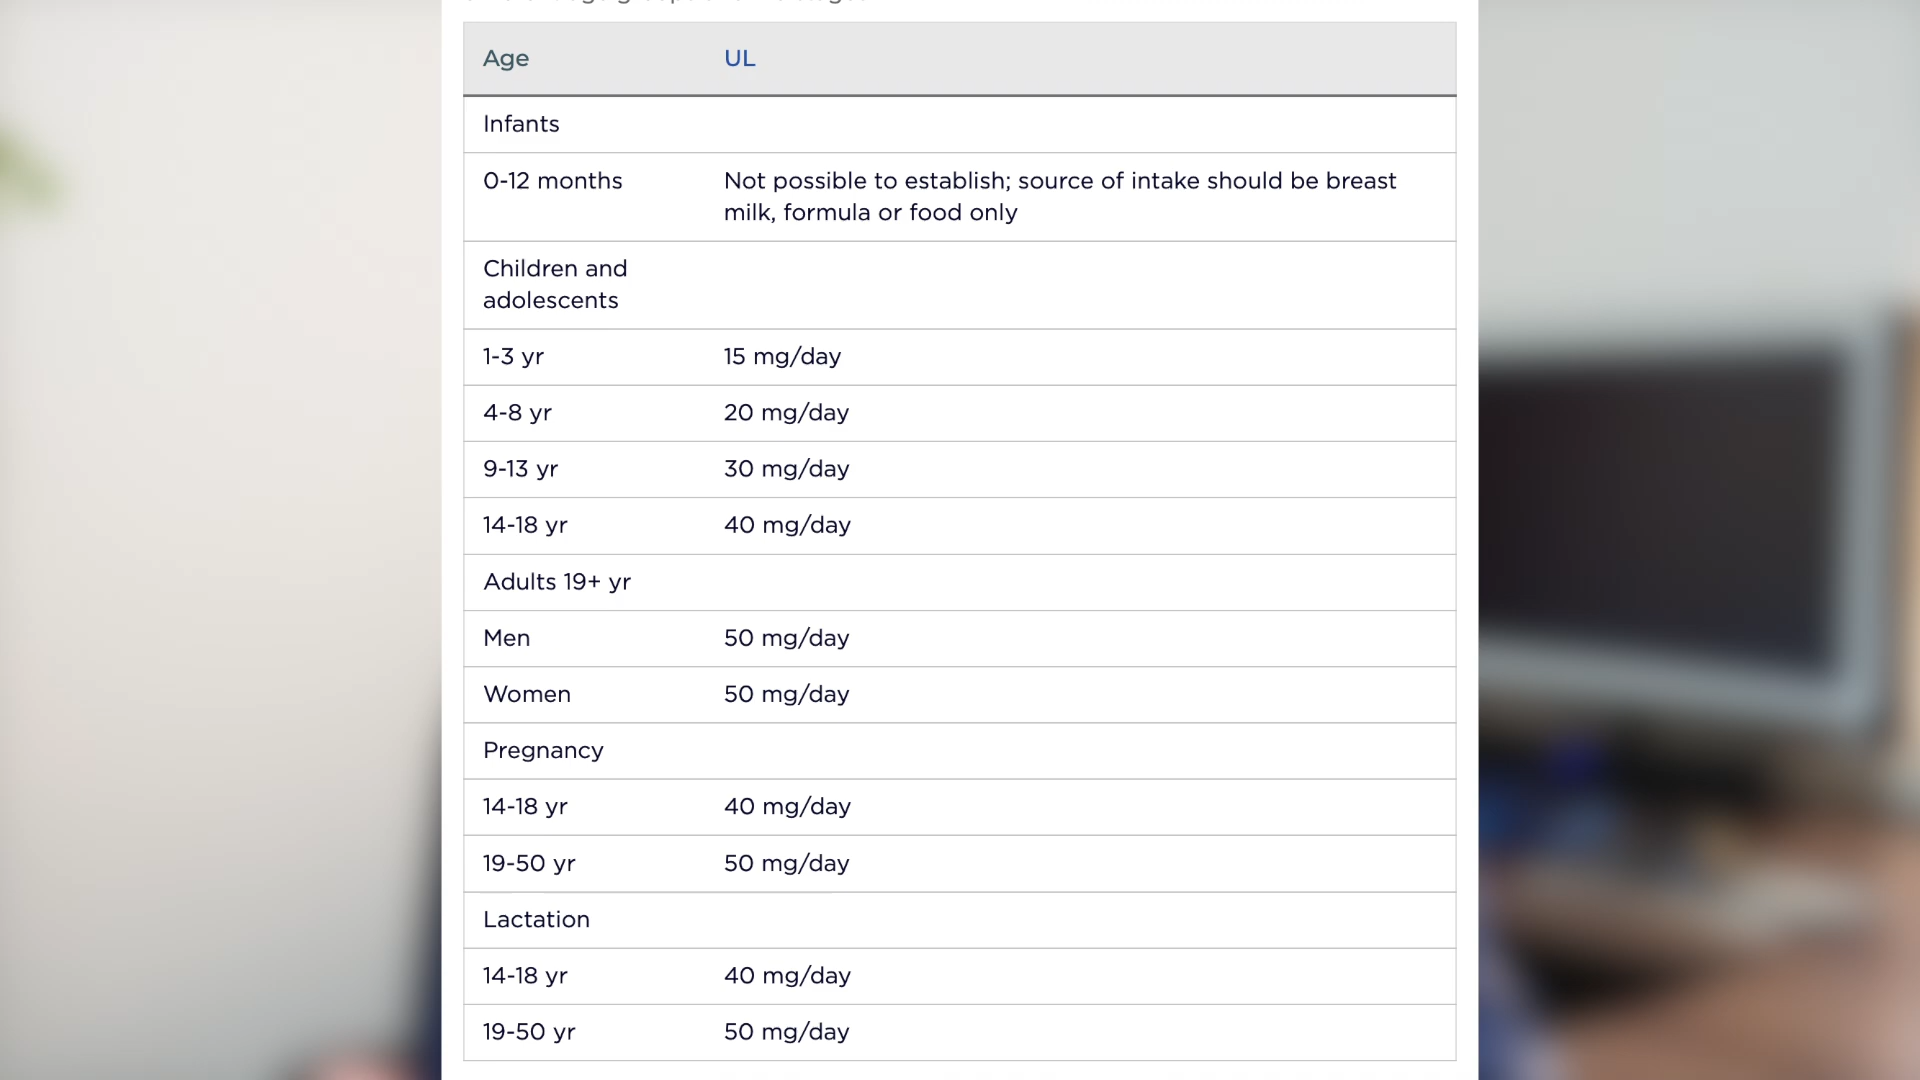 Age UL
Infants
0-12 months Not possible to establish; source of intake should be breast
milk, formula or food only
Children and
adolescents
1-3 yr 15 mg/day
4-8 yr 20 mg/day
9-13 yr 30 mg/day
14-18 yr 40 mg/day
Adults 19+ yr
Men 50 mg/day
Women 50 mg/day
Pregnancy
14-18 yr 40 mg/day
19-50 yr 50 mg/day
Lactation
14-18 yr 40 mg/day
19-50 yr 50 mg/day